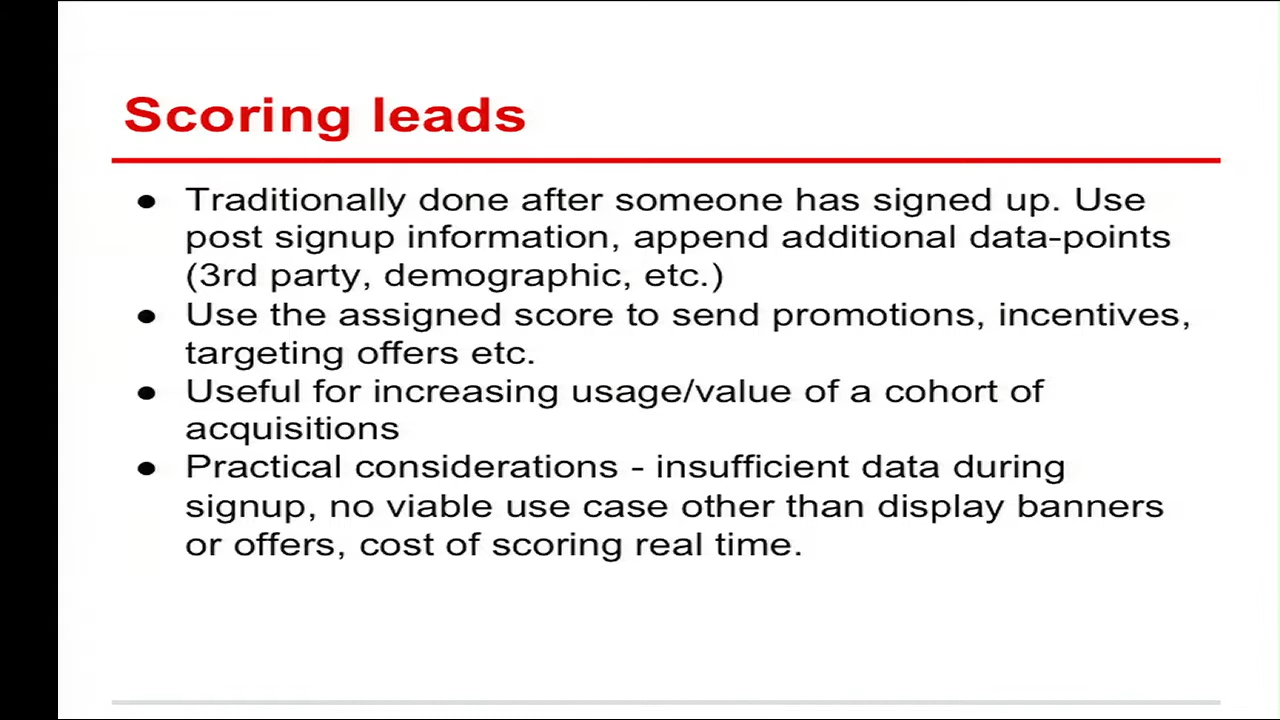 Scoring leads
● Traditionally done after someone has signed up. Use
post signup information, append additional data-points
(3rd party, demographic, etc.)
● Use the assigned score to send promotions, incentives,
targeting offers etc.
● Useful for increasing usage/value of a cohort of
acquisitions
● Practical considerations - insufficient data during
signup, no viable use case other than display banners
or offers, cost of scoring real time.